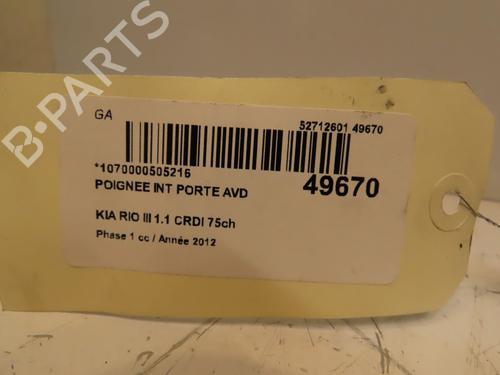 GA
52712601 49670
*1070000505216
POIGNEE INT PORTE AVD
49670
KIA RIO III 1.1 CRDI 75ch
Phase 1 cc / Année 2012
B-PARTS